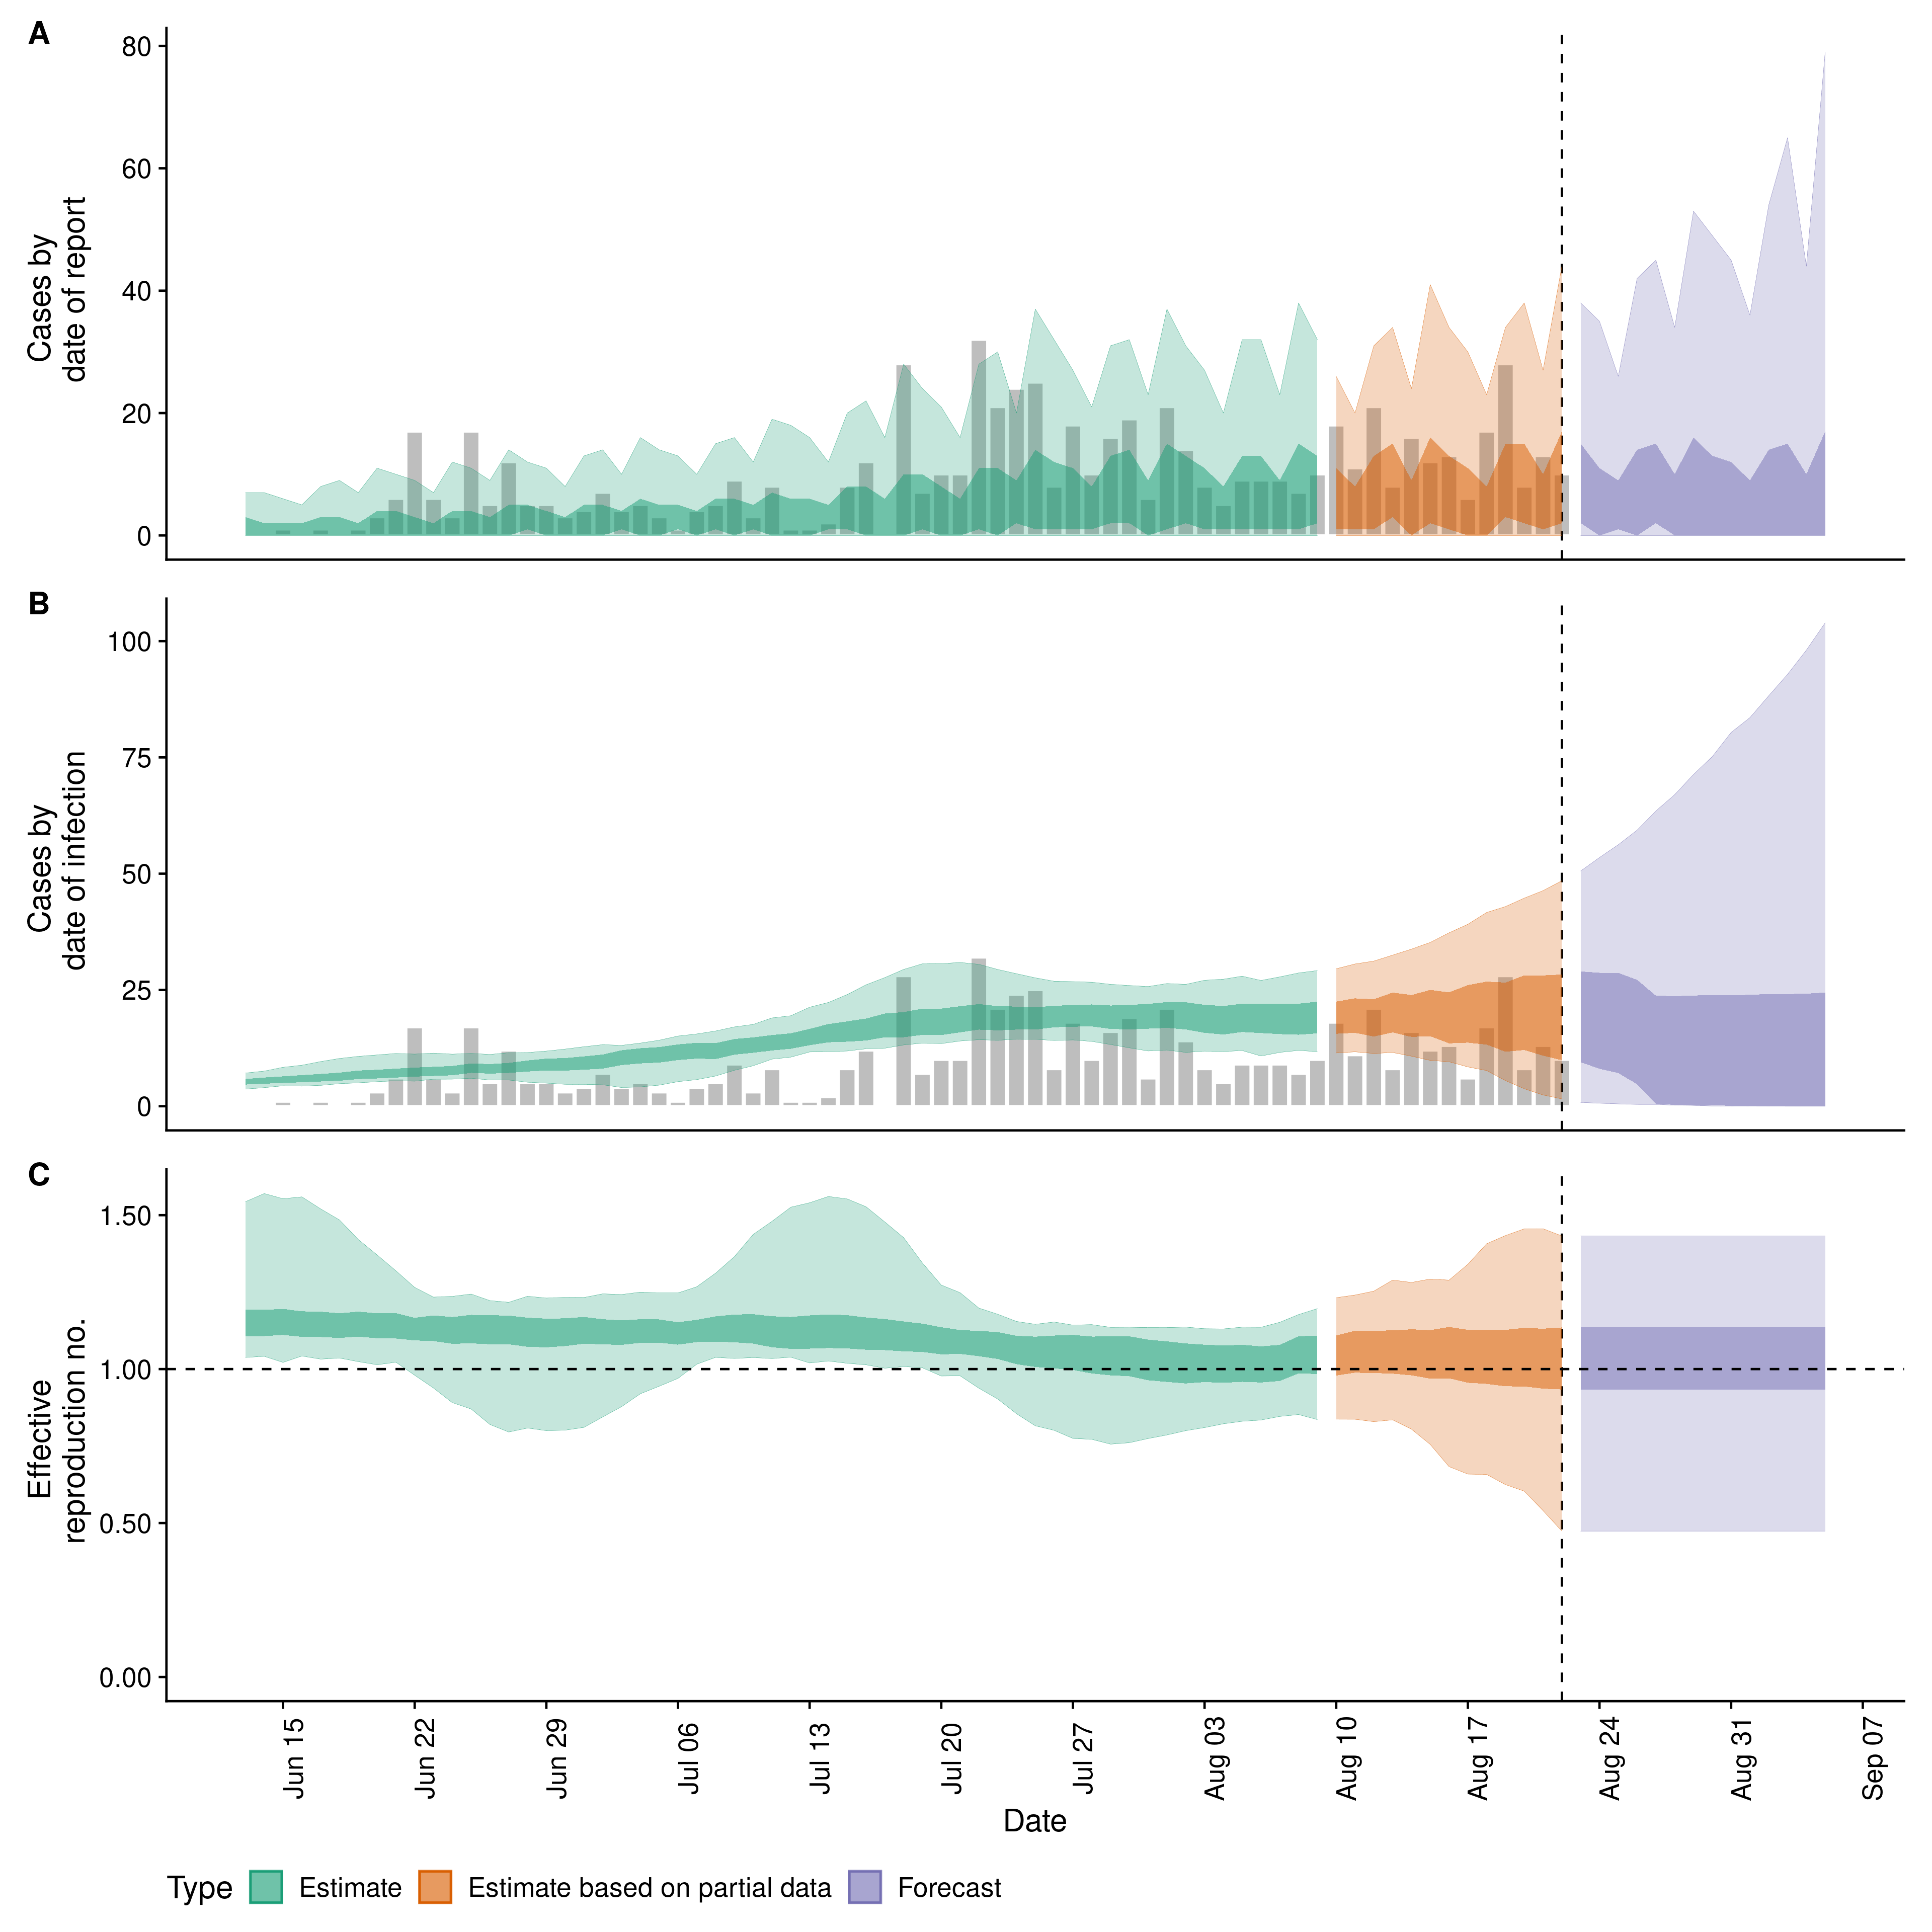 A
Cases by
date of report
80
60
40
20
0
B
Cases by
date of infection
100
75
50
25
0
C
Effective
reproduction no.
1.50
1.00
0.50
0.00
Jun 15
Jun 22
Jun 29
Jul 06
Jul 13
Jul 20
Jul 27
Aug 03
Aug 10
Aug 17
Aug 24
Aug 31
Sep 07
Date
Type Estimate Estimate based on partial data Forecast